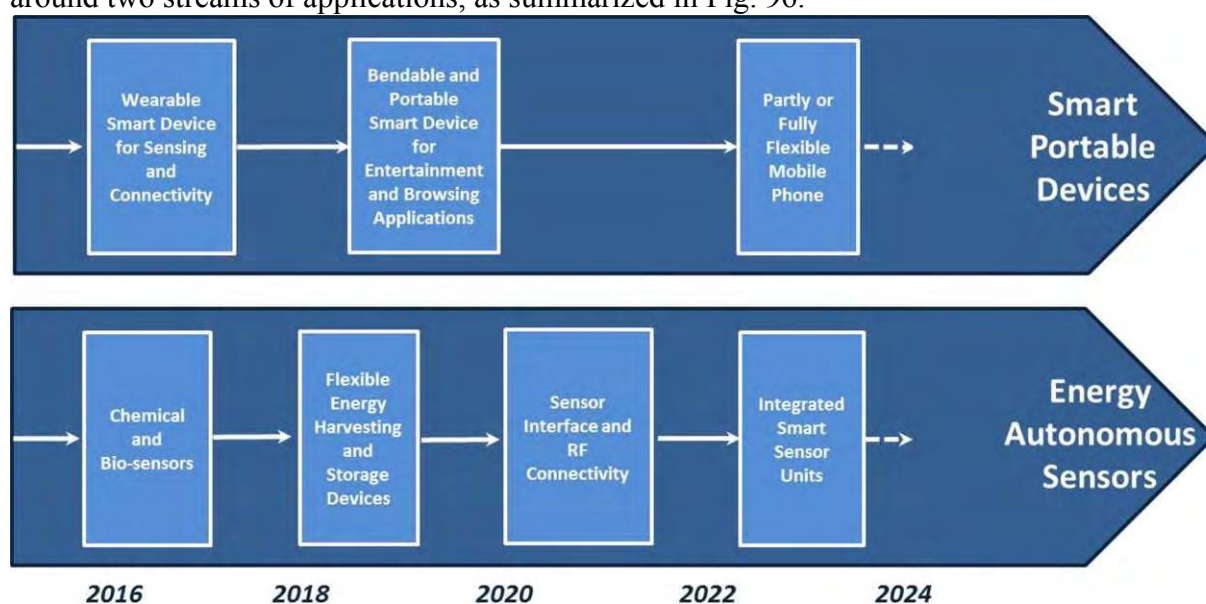 around two streams of applications, as summarized in Fig. 96.
Wearable
Smart Device
for Sensing
and
Connectivity
Bendable and
Portable
Smart Device
for
Entertainment
and Browsing
Applications
Partly or
Fully
Flexible
Mobile
Phone
Smart
Portable
Devices
Chemical
and
Bio-sensors
Flexible
Energy
Harvesting
and
Storage
Devices
Sensor
Interface and
RF
Connectivity
Integrated
Smart
Sensor
Units
Energy
Autonomous
Sensors
2016 2018 2020 2022 2024